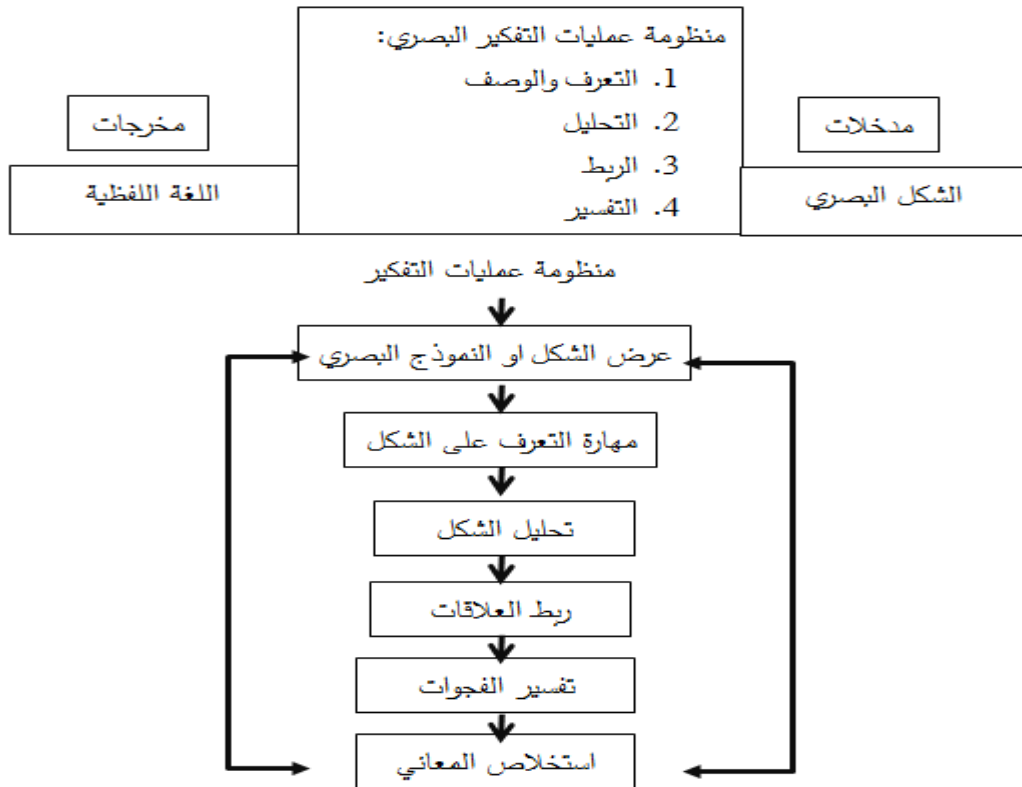 منظومة عمليات التفكير البصري:
1. التعرف والوصف
2. التحليل
3. الربط
4. التفسير
مدخلات
الشكل البصري
مخرجات
اللغة اللفظية
منظومة عمليات التفكير
عرض الشكل او النموذج البصري
مهارة التعرف على الشكل
تحليل الشكل
ربط العلاقات
تفسير الفجوات
استخلاص المعاني